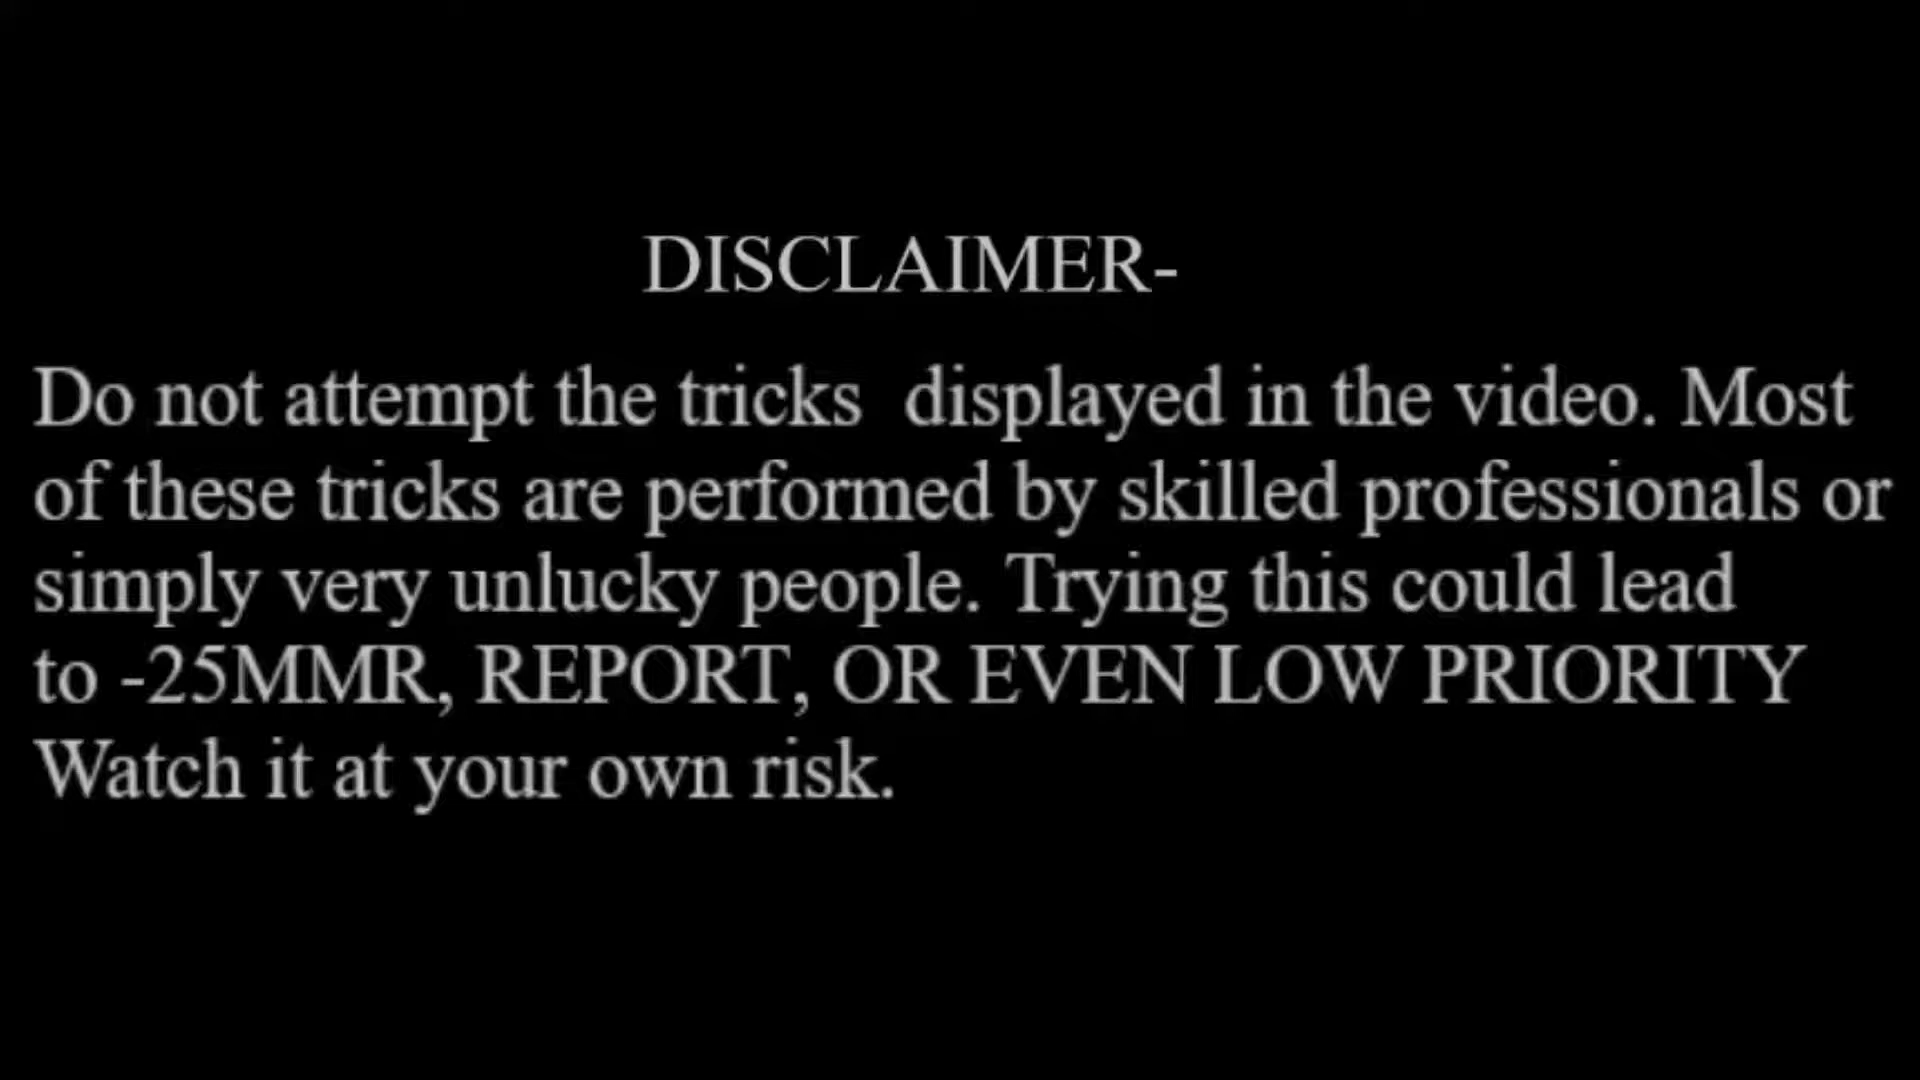 DISCLAIMER-
Do not attempt the tricks  displayed in the video. Most
of these tricks are performed by skilled professionals or
simply very unlucky people. Trying this could lead
to -25MMR, REPORT, OR EVEN LOW PRIORITY
Watch it at your own risk.